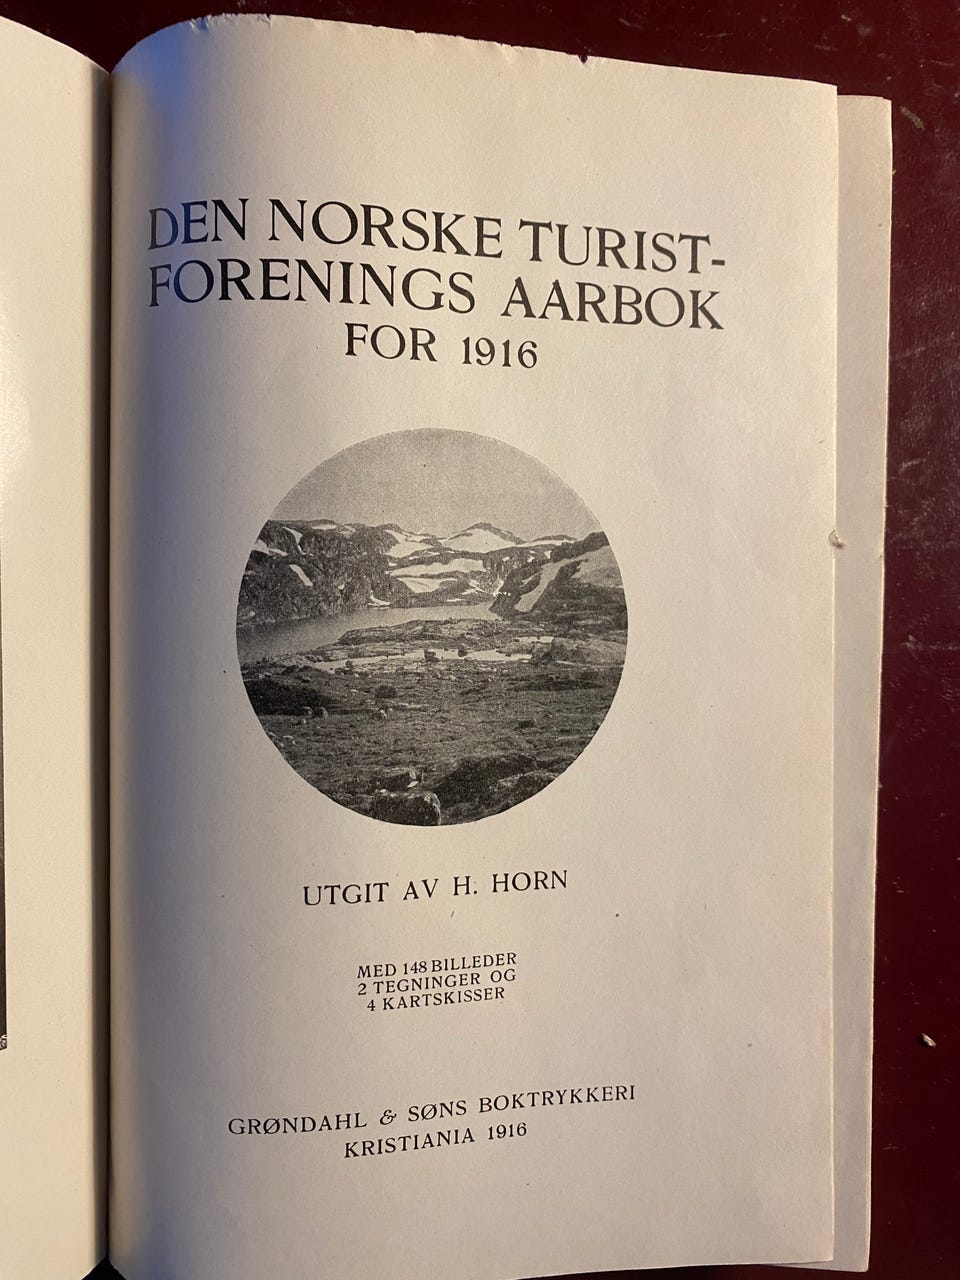 DEN NORSKE TURIST-
FORENINGS AARBOK
FOR 1916
UTGIT AV H. HORN
MED 148 BILLEDER
2 TEGNINGER OG
4 KARTSKISSER
GRØNDAHL & SØNS BOKTRYKKERI
KRISTIANIA 1916